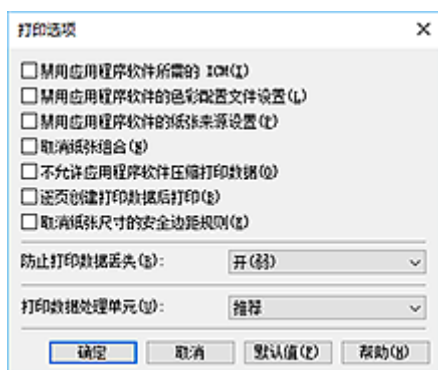 打印选项
禁用应用程序软件所需的 ICM(I)
禁用应用程序软件的色彩配置文件设置(L)
禁用应用程序软件的纸张来源设置(E)
取消纸张组合(N)
不允许应用程序软件压缩打印数据(O)
逐页创建打印数据后打印(R)
取消纸张尺寸的安全边距规则(Z)
防止打印数据丢失(B): 开(弱)
打印数据处理单元(U): 推荐
确定 取消 默认值(F) 帮助(H)